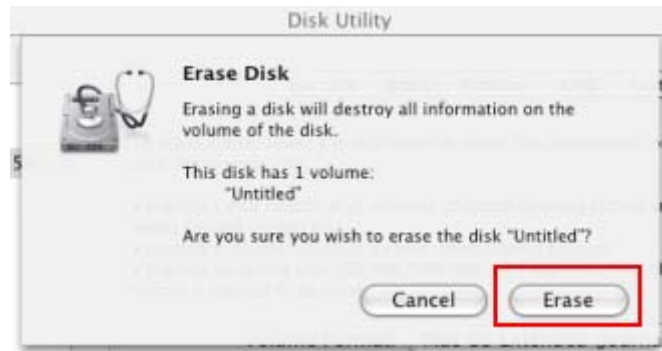 Disk Utility
Erase Disk
Erasing a disk will destroy all information on the
volume of the disk.
This disk has 1 volume:
"Untitled"
Are you sure you wish to erase the disk "Untitled"?
Cancel
Erase
5